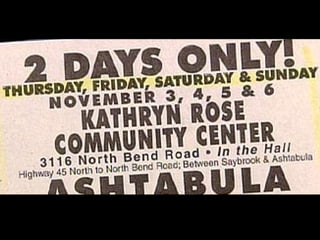 2 DAYS ONLY!
THURSDAY, FRIDAY, SATURDAY & SUNDAY
NOVEMBER 3, 4, 5 & 6
KATHRYN ROSE
COMMUNITY CENTER
3116 North Bend Road • In the Hall
Highway 45 North to North Bend Road; Between Saybrook & Ashtabula
ASHTABULA